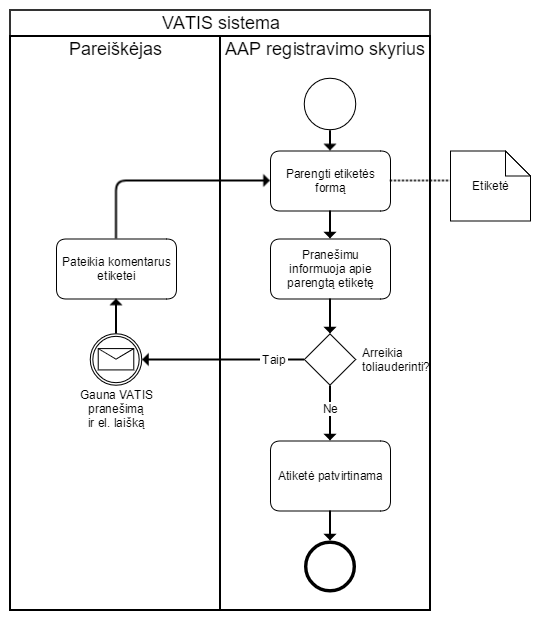 VATIS sistema
Pareiškėjas
AAP registravimo skyrius
Parengti etiketės
formą
Etiketė
Pateikia komentarus
etiketei
Pranešimu
informuoja apie
parengtą etiketę
Taip
Arreikia
toliauderinti?
Gauna VATIS
pranešimą
ir el. laišką
Ne
Atiketė patvirtinama